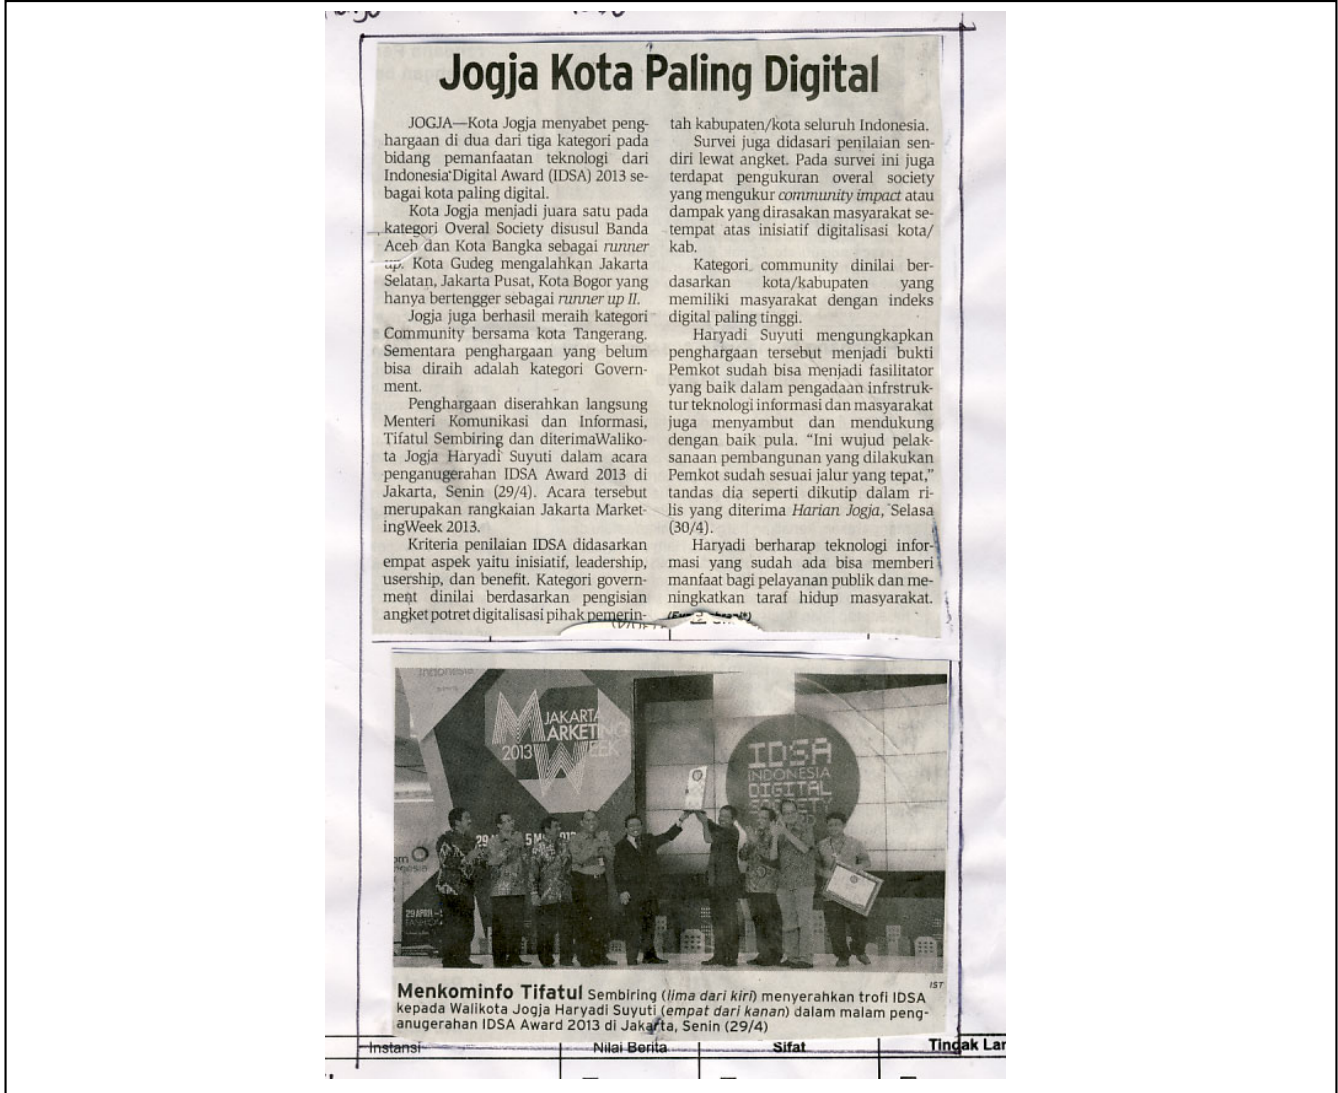 Jogja Kota Paling Digital
JOGJA—Kota Jogja menyabet peng-
hargaan di dua dari tiga kategori pada
bidang pemanfaatan teknologi dari
Indonesia Digital Award (IDSA) 2013 se-
bagai kota paling digital.
Kota Jogja menjadi juara satu pada
kategori Overal Society disusul Banda
Aceh dan Kota Bangka sebagai runner
up. Kota Gudeg mengalahkan Jakarta
Selatan, Jakarta Pusat, Kota Bogor yang
hanya bertengger sebagai runner up II.
Jogja juga berhasil meraih kategori
Community bersama kota Tangerang.
Sementara penghargaan yang belum
bisa diraih adalah kategori Govern-
ment.
Penghargaan diserahkan langsung
Menteri Komunikasi dan Informasi,
Tifatul Sembiring dan diterimaWaliko-
ta Jogja Haryadi Suyuti dalam acara
penganugerahan IDSA Award 2013 di
Jakarta, Senin (29/4). Acara tersebut
merupakan rangkaian Jakarta Market-
ingWeek 2013.
Kriteria penilaian IDSA didasarkan
empat aspek yaitu inisiatif, leadership,
usership, dan benefit. Kategori govern-
ment dinilai berdasarkan pengisian
angket potret digitalisasi pihak pemerin-
tah kabupaten/kota seluruh Indonesia.
Survei juga didasari penilaian sen-
diri lewat angket. Pada survei ini juga
terdapat pengukuran overal society
yang mengukur community impact atau
dampak yang dirasakan masyarakat se-
tempat atas inisiatif digitalisasi kota/
kab.
Kategori community dinilai ber-
dasarkan kota/kabupaten yang
memiliki masyarakat dengan indeks
digital paling tinggi.
Haryadi Suyuti mengungkapkan
penghargaan tersebut menjadi bukti
Pemkot sudah bisa menjadi fasilitator
yang baik dalam pengadaan infrstruk-
tur teknologi informasi dan masyarakat
juga menyambut dan mendukung
dengan baik pula. “Ini wujud pelak-
sanaan pembangunan yang dilakukan
Pemkot sudah sesuai jalur yang tepat,”
tandas dia seperti dikutip dalam ri-
lis yang diterima Harian Jogja, Selasa
(30/4).
Haryadi berharap teknologi infor-
masi yang sudah ada bisa memberi
manfaat bagi pelayanan publik dan me-
ningkatkan taraf hidup masyarakat.
JAKARTA
MARKETING
2013 WEEK
IDSA
INDONESIA
DIGITAL
SOCIETY
29 APRIL -
IST
Menkominfo Tifatul Sembiring (lima dari kiri) menyerahkan trofi IDSA
kepada Walikota Jogja Haryadi Suyuti (empat dari kanan) dalam malam peng-
anugerahan IDSA Award 2013 di Jakarta, Senin (29/4)
Instansi Nilai Berita Sifat Tindak Lan